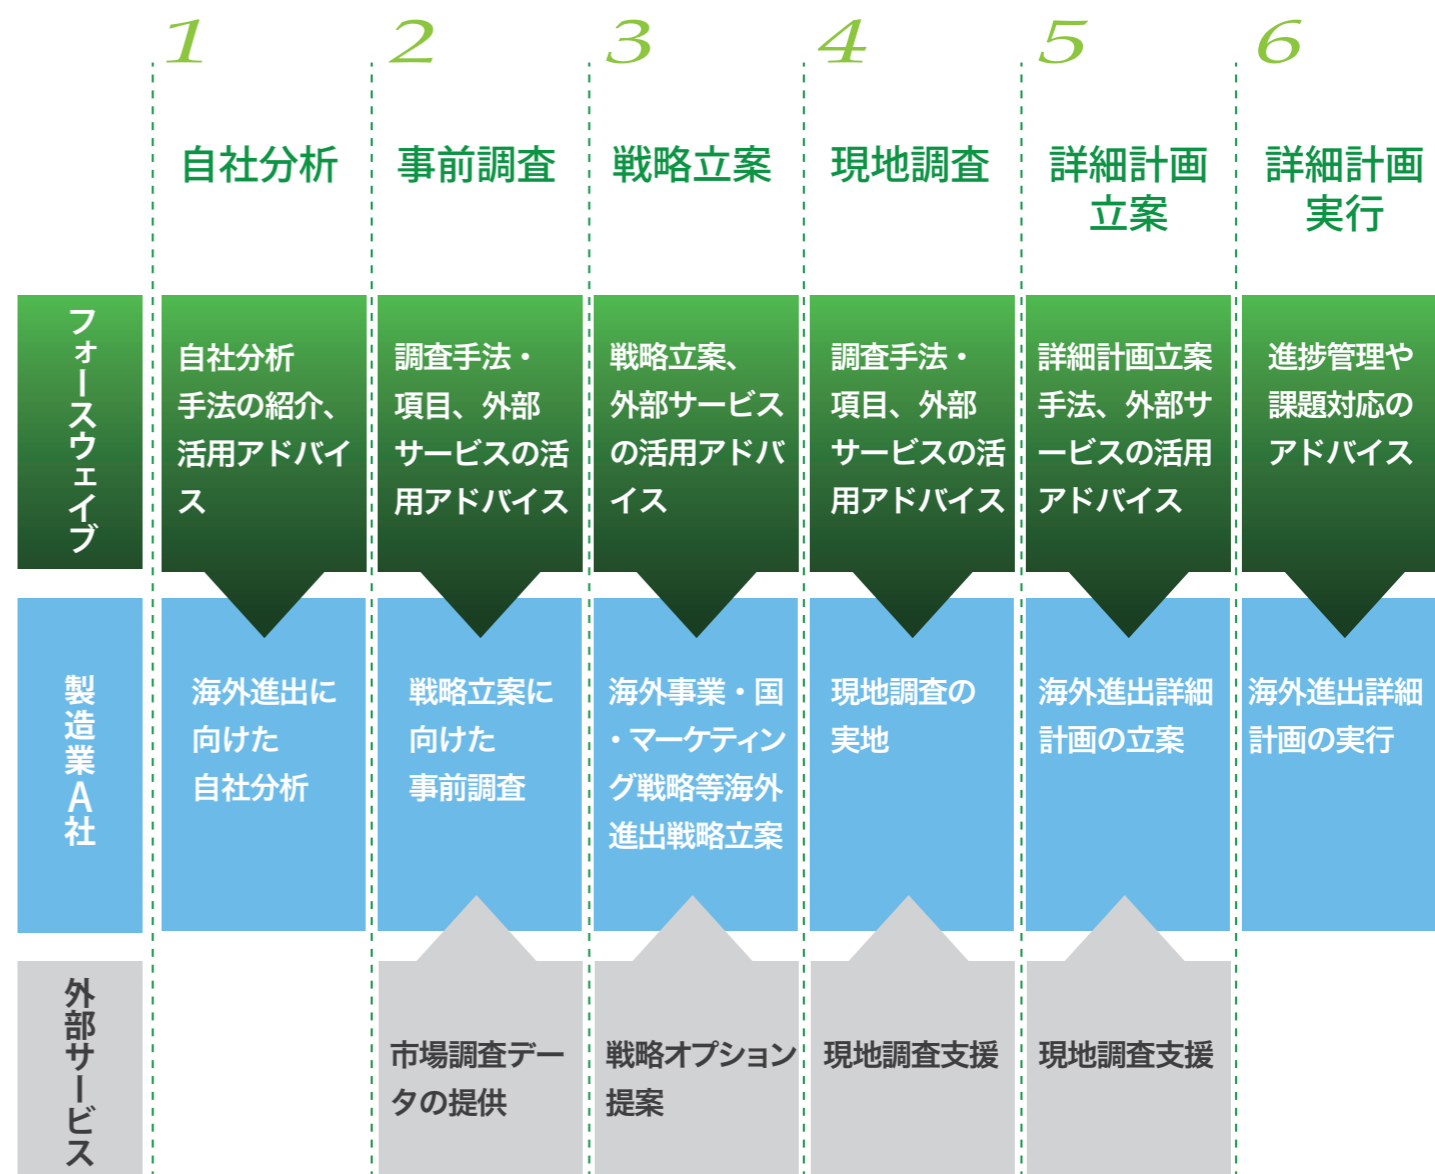 1
2
3
4
5
6
自社分析
事前調査
戦略立案
現地調査
詳細計画
立案
詳細計画
実行
フォースウェイブ
自社分析
手法の紹介、
活用アドバイ
ス
調査手法・
項目、外部
サービスの活
用アドバイス
戦略立案、
外部サービス
の活用アドバ
イス
調査手法・
項目、外部
サービスの活
用アドバイス
詳細計画立案
手法、外部サ
ービスの活用
アドバイス
進捗管理や
課題対応の
アドバイス
製造業A社
海外進出に
向けた
自社分析
戦略立案に
向けた
事前調査
海外事業・国
・マーケティン
グ戦略等海外
進出戦略立案
現地調査の
実地
海外進出詳細
計画の立案
海外進出詳細
計画の実行
外部サービス
市場調査デー
タの提供
戦略オプション
提案
現地調査支援
現地調査支援